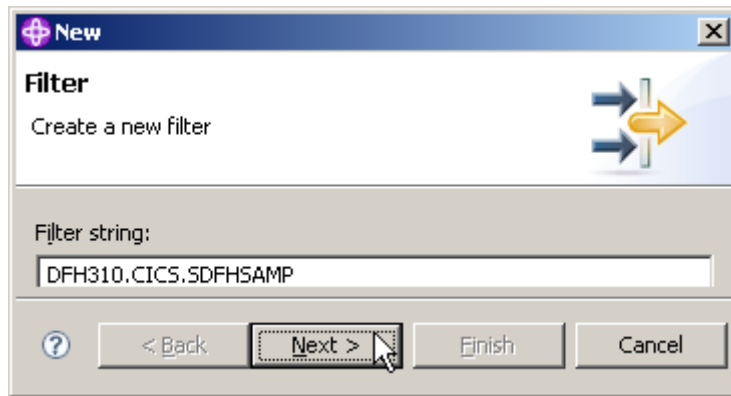 New
Filter
Create a new filter
Filter string:
DFH310.CICS.SDFHSAMP
? < Back Next > Finish Cancel